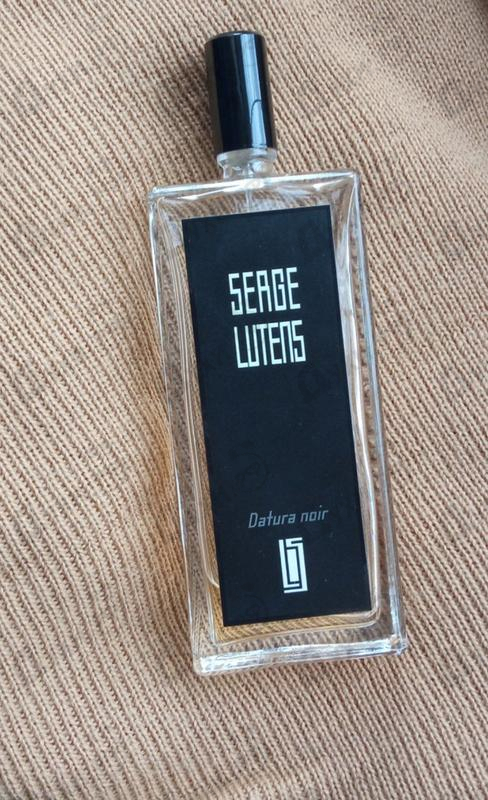 SERGE
LUTENS
Datura noir